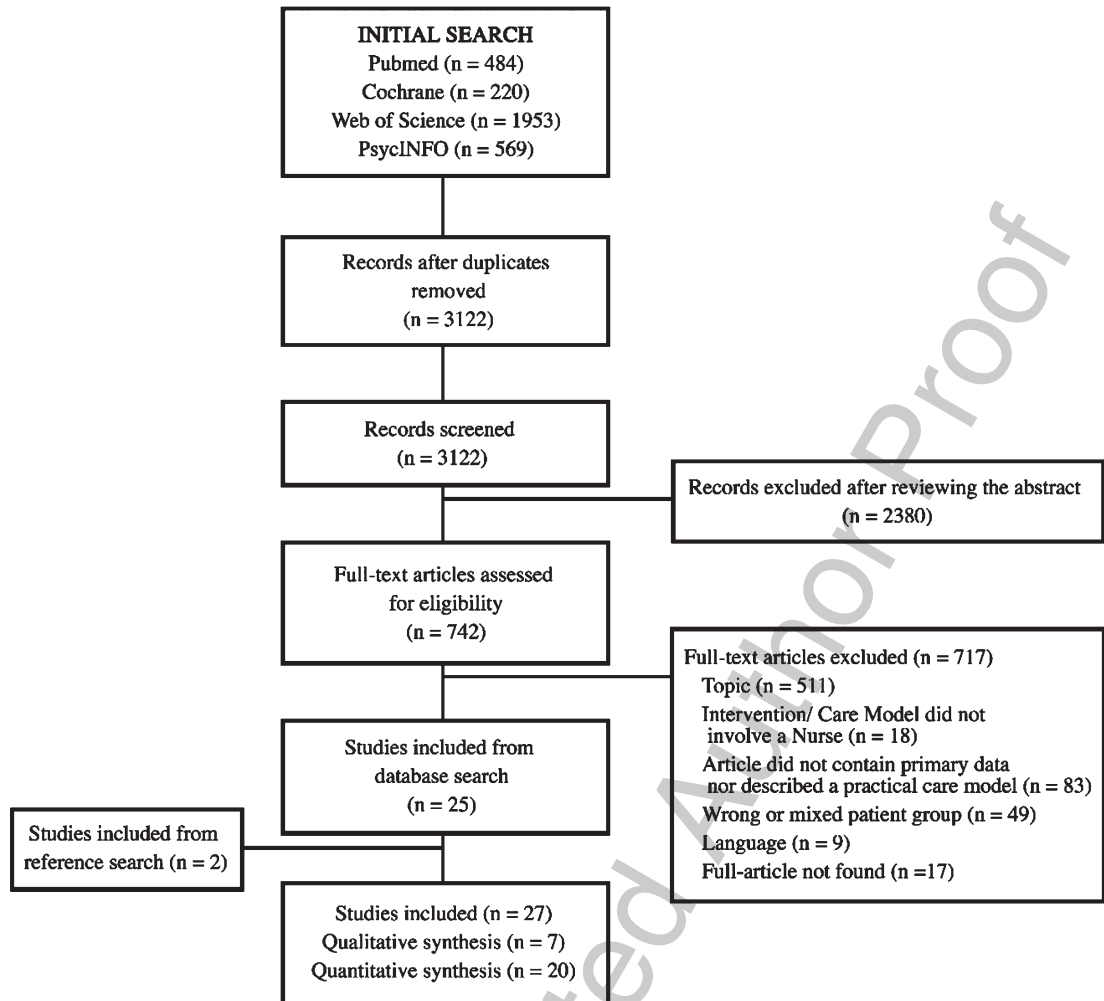 INITIAL SEARCH
Pubmed (n = 484)
Cochrane (n = 220)
Web of Science (n = 1953)
PsycINFO (n = 569)
Records after duplicates
removed
(n = 3122)
Records screened
(n = 3122)
Records excluded after reviewing the abstract
(n = 2380)
Full-text articles assessed
for eligibility
(n = 742)
Full-text articles excluded (n = 717)
Topic (n = 511)
Intervention/ Care Model did not
involve a Nurse (n = 18)
Article did not contain primary data
nor described a practical care model (n = 83)
Wrong or mixed patient group (n = 49)
Language (n = 9)
Full-article not found (n =17)
Studies included from
database search
(n = 25)
Studies included from
reference search (n = 2)
Studies included (n = 27)
Qualitative synthesis (n = 7)
Quantitative synthesis (n = 20)
ted Author Proof